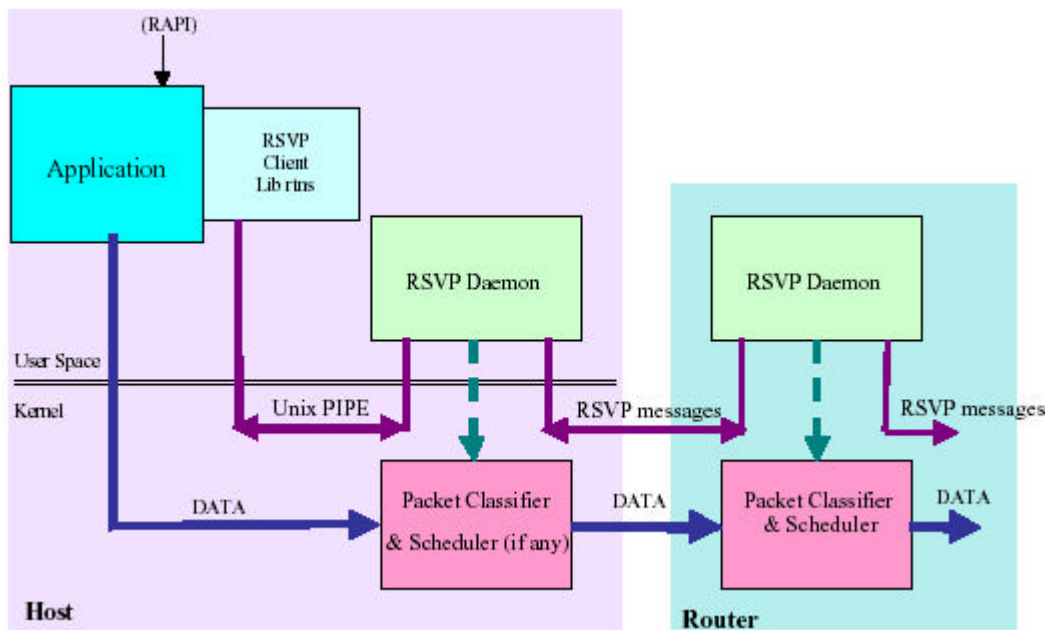 (RAPI)
Application
RSVP
Client
Lib rtns
RSVP Daemon
RSVP Daemon
User Space
Kernel
Unix PIPE
RSVP messages
RSVP messages
DATA
Packet Classifier
& Scheduler (if any)
DATA
Packet Classifier
& Scheduler
DATA
Host
Router